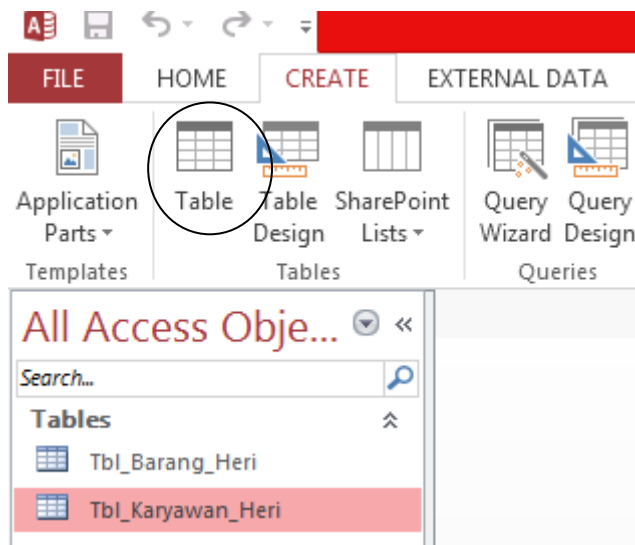 FILE HOME CREATE EXTERNAL DATA
Application Parts Table Table Design SharePoint Lists Query Wizard Query Design
Templates Tables Queries
All Access Obje... «
Search...
Tables
Tbl_Barang_Heri
Tbl_Karyawan_Heri